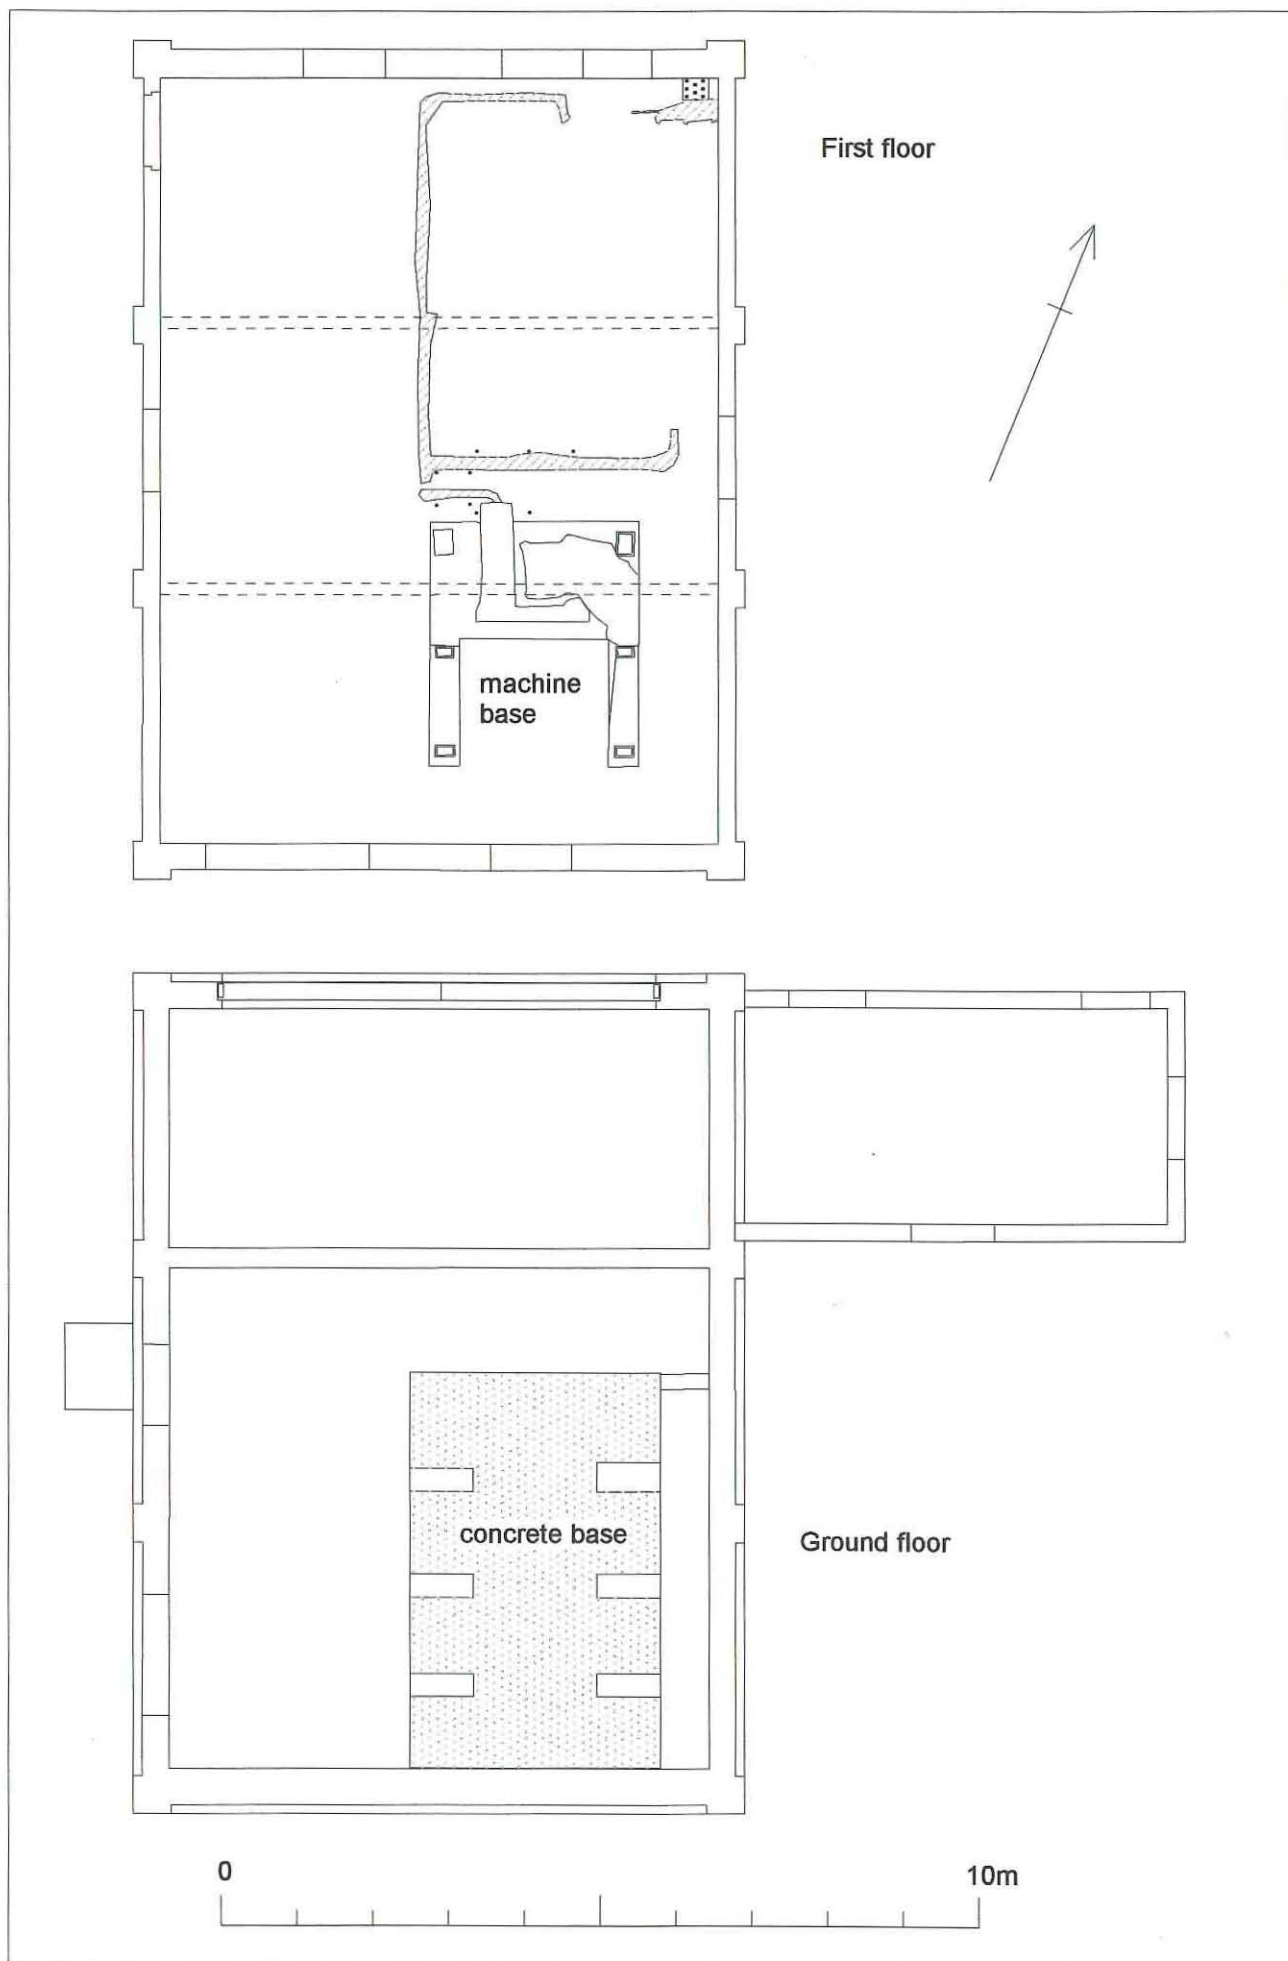 First floor
machine
base
concrete base
Ground floor
0
10m